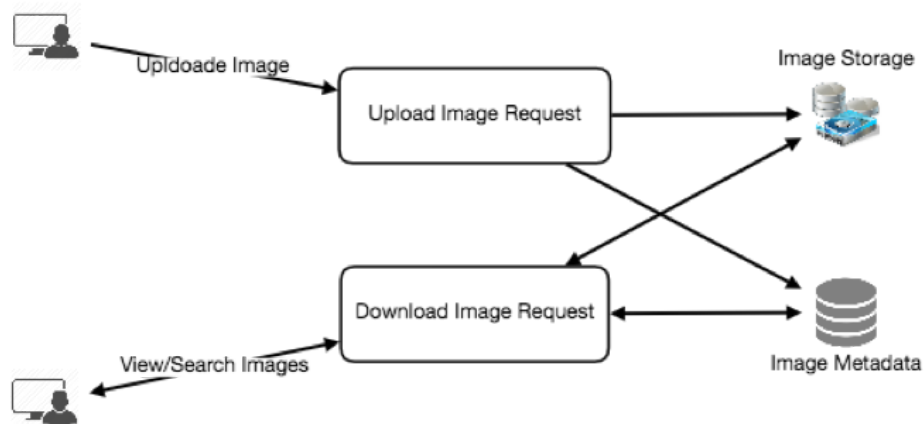 Upldoade Image
Image Storage
Upload Image Request
Download Image Request
View/Search Images
Image Metadata